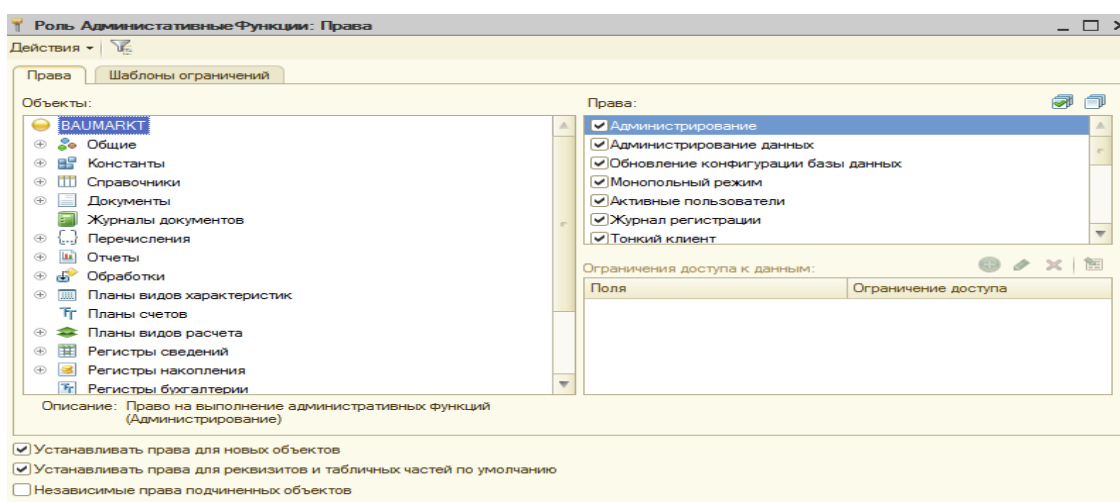 Роль АдминистативныеФункции: Права
Действия
Права
Шаблоны ограничений
Объекты:
BAUMARKT
Общие
Константы
Справочники
Документы
Журналы документов
Перечисления
Отчеты
Обработки
Планы видов характеристик
Планы счетов
Планы видов расчета
Регистры сведений
Регистры накопления
Регистры бухгалтерии
Права:
Администрирование
Администрирование данных
Обновление конфигурации базы данных
Монопольный режим
Активные пользователи
Журнал регистрации
Тонкий клиент
Ограничения доступа к данным:
Поля
Ограничение доступа
Описание: Право на выполнение административных функций
(Администрирование)
Устанавливать права для новых объектов
Устанавливать права для реквизитов и табличных частей по умолчанию
Независимые права подчиненных объектов